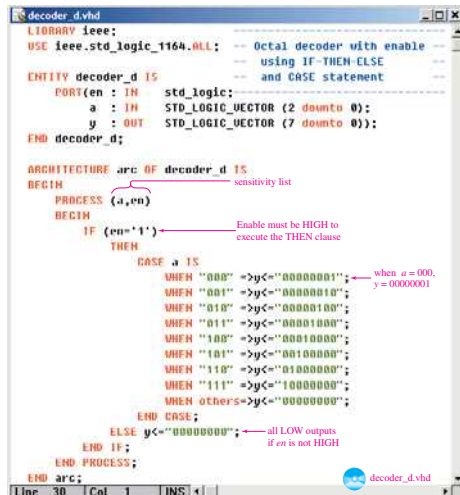 decoder_d.vhd
LIBRARY ieee;
USE ieee.std_logic_1164.ALL; -- Octal decoder with enable --
-- using IF-THEN-ELSE --
ENTITY decoder_d IS -- and CASE statement --
PORT(en : IN std_logic;--------------------------
a : IN STD_LOGIC_VECTOR (2 downto 0);
y : OUT STD_LOGIC_VECTOR (7 downto 0));
END decoder_d;
ARCHITECTURE arc OF decoder_d IS
BEGIN
sensitivity list
PROCESS (a,en)
BEGIN
IF (en='1')
Enable must be HIGH to
execute the THEN clause
THEN
CASE a IS
WHEN "000" =>y<="00000001";
when a = 000,
y = 00000001
WHEN "001" =>y<="00000010";
WHEN "010" =>y<="00000100";
WHEN "011" =>y<="00001000";
WHEN "100" =>y<="00010000";
WHEN "101" =>y<="00100000";
WHEN "110" =>y<="01000000";
WHEN "111" =>y<="10000000";
WHEN others=>y<="00000000";
END CASE;
ELSE y<="00000000";
all LOW outputs
if en is not HIGH
END IF;
END PROCESS;
END arc;
decoder_d.vhd
Line 30 Col 1 INS